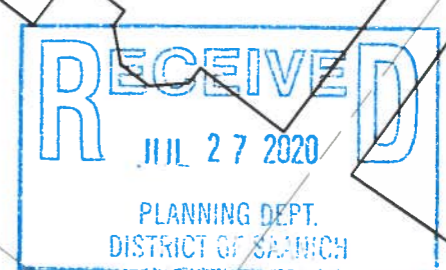 RECEIVED
JUL 27 2020
PLANNING DEPT.
DISTRICT OF SAANICH